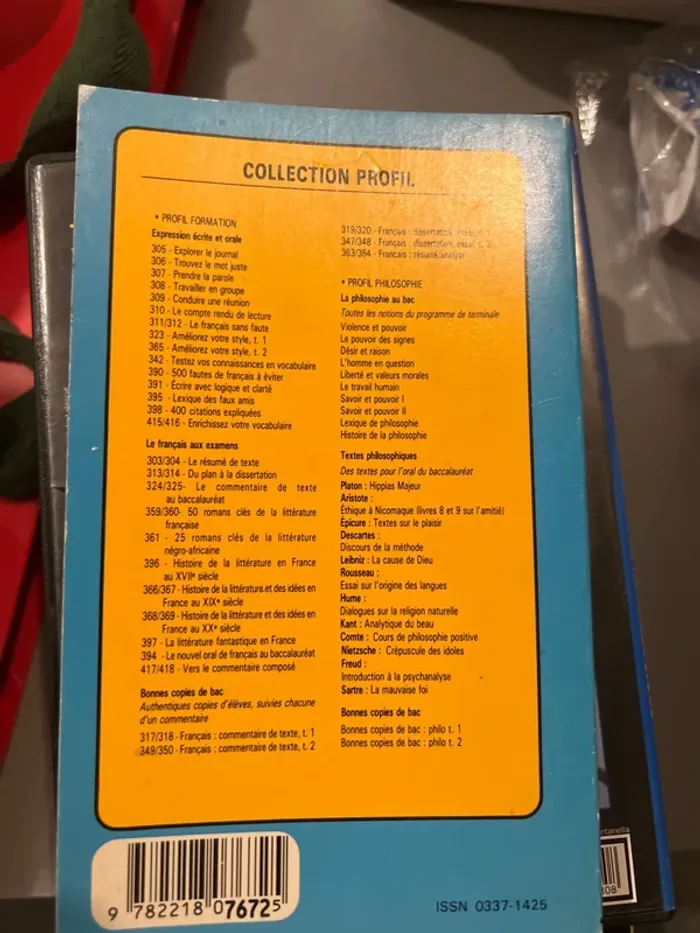 COLLECTION PROFIL
• PROFIL FORMATION
Expression écrite et orale
305 - Explorer le journal
306 - Trouvez le mot juste
307 - Prendre la parole
308 - Travailler en groupe
309 - Conduire une réunion
310 - Le compte rendu de lecture
311/312 - Le français sans faute
323 - Améliorez votre style, t. 1
365 - Améliorez votre style, t. 2
342 - Testez vos connaissances en vocabulaire
390 - 500 fautes de français à éviter
391 - Écrire avec logique et clarté
395 - Lexique des faux amis
398 - 400 citations expliquées
415/416 - Enrichissez votre vocabulaire
Le français aux examens
303/304 - Le résumé de texte
313/314 - Du plan à la dissertation
324/325- Le commentaire de texte
au baccalauréat
359/360- 50 romans clés de la littérature
française
361 - 25 romans clés de la littérature
négro-africaine
396 - Histoire de la littérature en France
au XVIIᵉ siècle
366/367 - Histoire de la littérature et des idées en
France au XIXᵉ siècle
368/369 - Histoire de la littérature et des idées en
France au XXᵉ siècle
397 - La littérature fantastique en France
394 - Le nouvel oral de français au baccalauréat
417/418 - Vers le commentaire composé
Bonnes copies de bac
Authentiques copies d'élèves, suivies chacune
d'un commentaire
317/318 - Français : commentaire de texte, t. 1
349/350 - Français : commentaire de texte, t. 2
319/320 - Français : dissertation, essai, t. 1
347/348 - Français : dissertation, essai, t. 2
363/364 - Français : résumé/analyse
• PROFIL PHILOSOPHIE
La philosophie au bac
Toutes les notions du programme de terminale
Violence et pouvoir
Le pouvoir des signes
Désir et raison
L'homme en question
Liberté et valeurs morales
Le travail humain
Savoir et pouvoir I
Savoir et pouvoir II
Lexique de philosophie
Histoire de la philosophie
Textes philosophiques
Des textes pour l'oral du baccalauréat
Platon : Hippias Majeur
Aristote :
Éthique à Nicomaque (livres 8 et 9 sur l'amitié)
Épicure : Textes sur le plaisir
Descartes :
Discours de la méthode
Leibniz : La cause de Dieu
Rousseau :
Essai sur l'origine des langues
Hume :
Dialogues sur la religion naturelle
Kant : Analytique du beau
Comte : Cours de philosophie positive
Nietzsche : Crépuscule des idoles
Freud :
Introduction à la psychanalyse
Sartre : La mauvaise foi
Bonnes copies de bac
Bonnes copies de bac : philo t. 1
Bonnes copies de bac : philo t. 2
9 782218 076725
ISSN 0337-1425